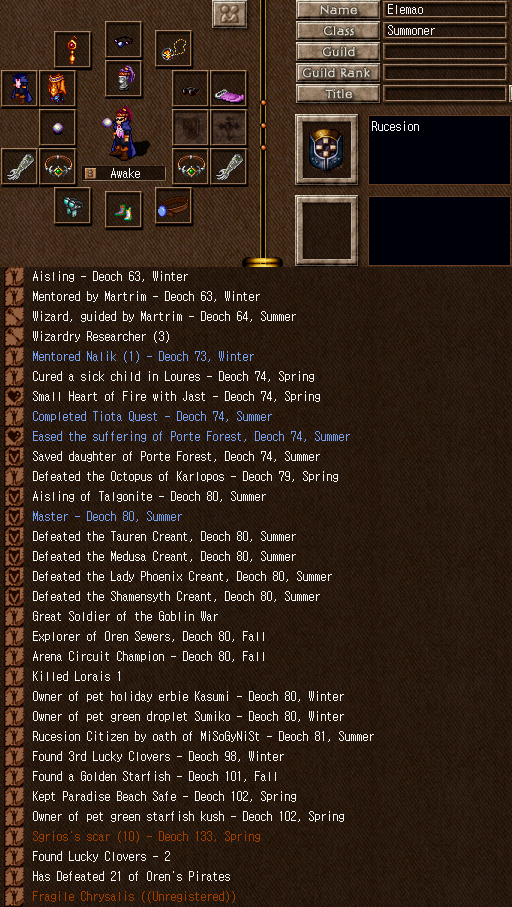 Name
Elemao
Class
Summoner
Guild
Guild Rank
Title
Awake
Rucesion
Aisling - Deoch 63, Winter
Mentored by Martrim - Deoch 63, Winter
Wizard, guided by Martrim - Deoch 64, Summer
Wizardry Researcher (3)
Mentored Nalik (1) - Deoch 73, Winter
Cured a sick child in Loures - Deoch 74, Spring
Small Heart of Fire with Jast - Deoch 74, Spring
Completed Tiota Quest - Deoch 74, Summer
Eased the suffering of Porte Forest, Deoch 74, Summer
Saved daughter of Porte Forest, Deoch 74, Summer
Defeated the Octopus of Karlopos - Deoch 79, Spring
Aisling of Talgonite - Deoch 80, Summer
Master - Deoch 80, Summer
Defeated the Tauren Creant, Deoch 80, Summer
Defeated the Medusa Creant, Deoch 80, Summer
Defeated the Lady Phoenix Creant, Deoch 80, Summer
Defeated the Shamensyth Creant, Deoch 80, Summer
Great Soldier of the Goblin War
Explorer of Oren Sewers, Deoch 80, Fall
Arena Circuit Champion - Deoch 80, Fall
Killed Lorais 1
Owner of pet holiday erbie Kasumi - Deoch 80, Winter
Owner of pet green droplet Sumiko - Deoch 80, Winter
Rucesion Citizen by oath of MiSoGyNiSt - Deoch 81, Summer
Found 3rd Lucky Clovers - Deoch 98, Winter
Found a Golden Starfish - Deoch 101, Fall
Kept Paradise Beach Safe - Deoch 102, Spring
Owner of pet green starfish kush - Deoch 102, Spring
Sgrios's scar (10) - Deoch 133, Spring
Found Lucky Clovers - 2
Has Defeated 21 of Oren's Pirates
Fragile Chrysalis ((Unregistered))